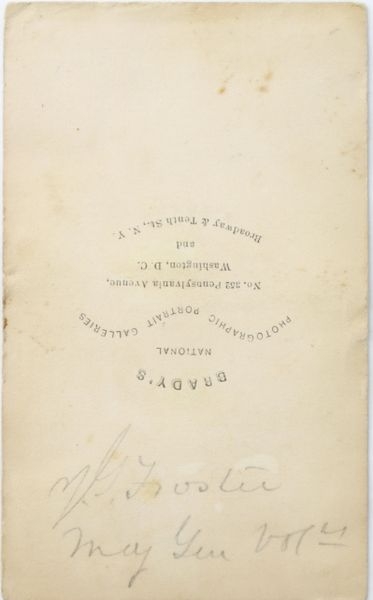 BRADY'S
NATIONAL
PHOTOGRAPHIC PORTRAIT GALLERIES
No. 352 Pennsylvania Avenue,
Washington, D. C.
and
Broadway & Tenth St., N. Y.
J. G. Foster
Maj Gen Vols